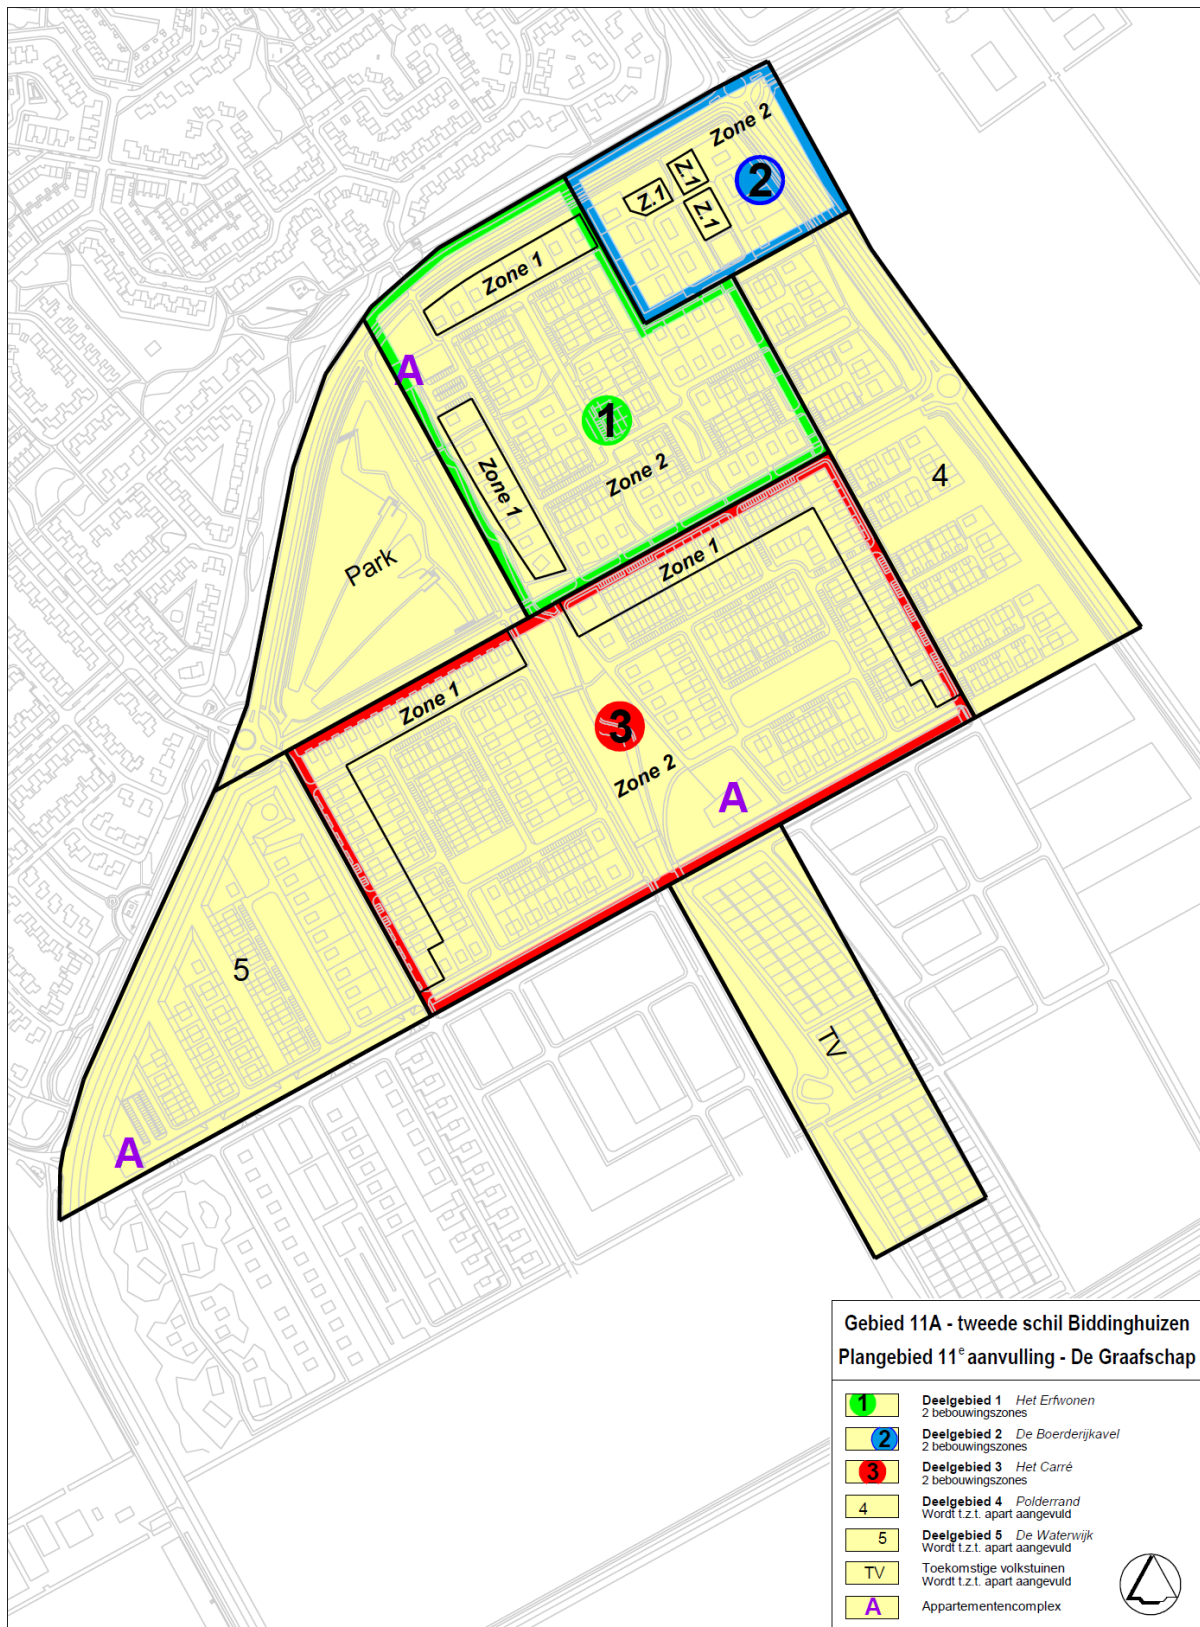 Zone 2
2
Z.1
Z.1
Z.1
Zone 1
A
1
Zone 1
Zone 2
4
Park
Zone 1
Zone 1
3
Zone 2
A
5
TV
A
Gebied 11A - tweede schil Biddinghuizen
Plangebied 11e aanvulling - De Graafschap
1 Deelgebied 1 Het Erfwonen
2 bebouwingszones
2 Deelgebied 2 De Boerderijkavel
2 bebouwingszones
3 Deelgebied 3 Het Carré
2 bebouwingszones
4 Deelgebied 4 Polderrand
Wordt t.z.t. apart aangevuld
5 Deelgebied 5 De Waterwijk
Wordt t.z.t. apart aangevuld
TV Toekomstige volkstuinen
Wordt t.z.t. apart aangevuld
A Appartementencomplex